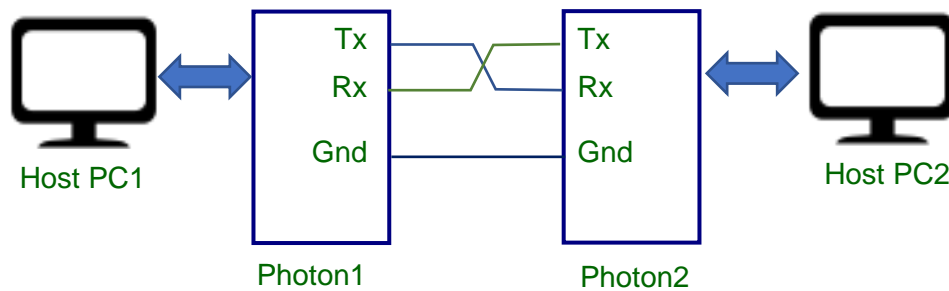 Tx
Tx
Rx
Rx
Gnd
Gnd
Host PC1
Host PC2
Photon1
Photon2